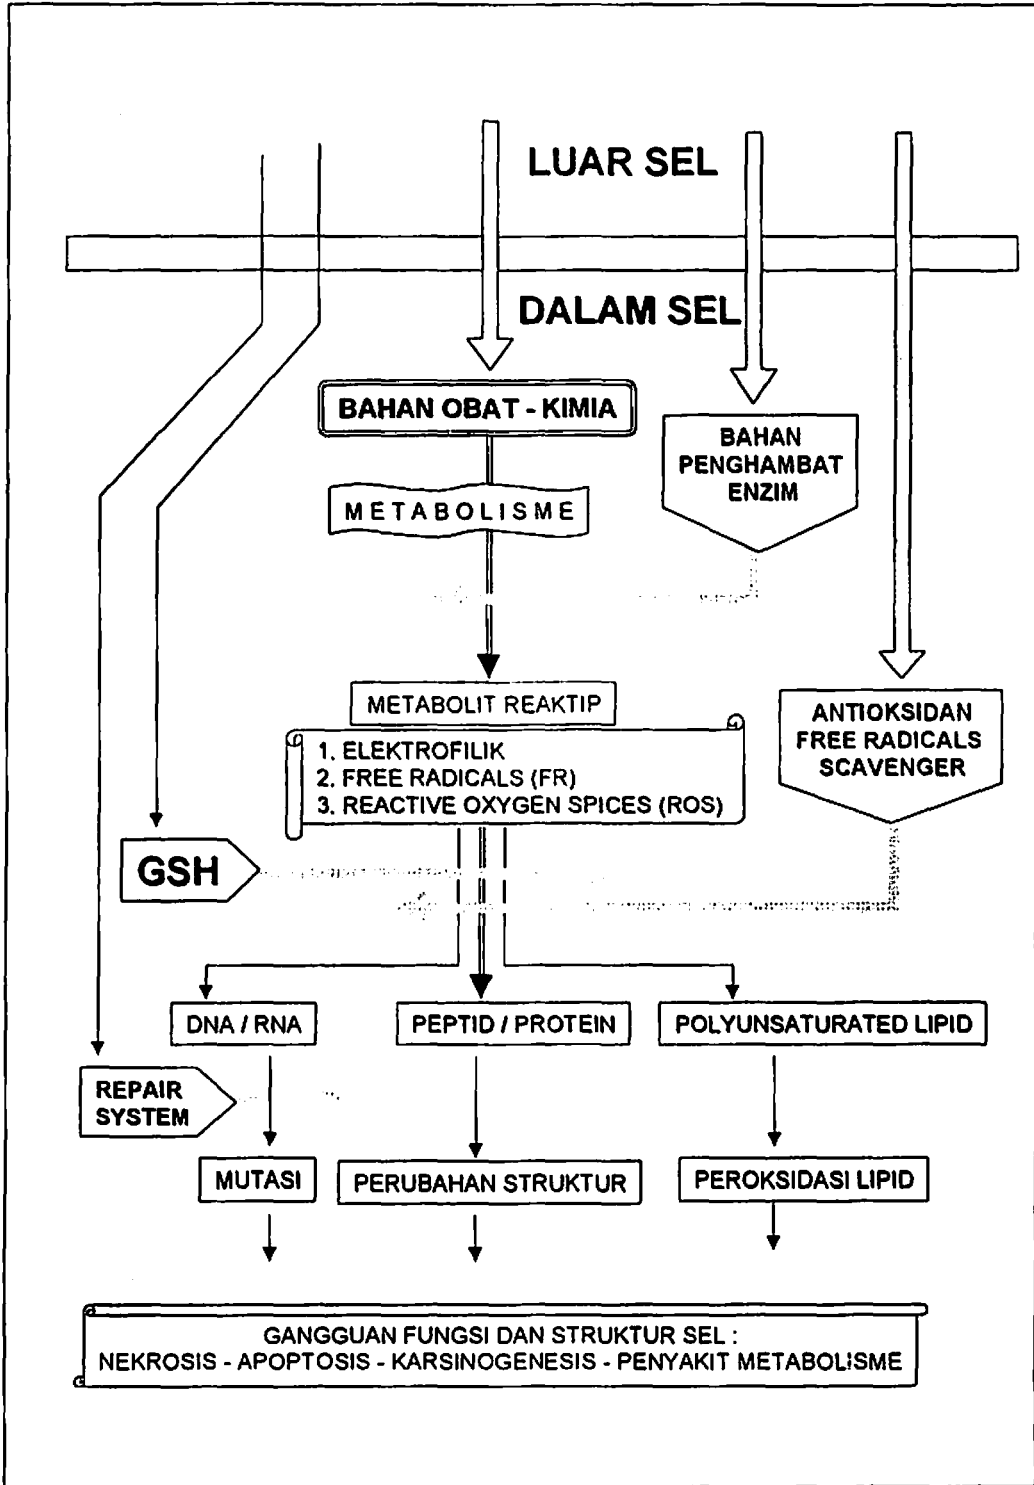 LUAR SEL
DALAM SEL
BAHAN OBAT - KIMIA
BAHAN
PENGHAMBAT
ENZIM
METABOLISME
METABOLIT REAKTIP
1. ELEKTROFILIK
2. FREE RADICALS (FR)
3. REACTIVE OXYGEN SPICES (ROS)
ANTIOKSIDAN
FREE RADICALS
SCAVENGER
GSH
DNA / RNA
PEPTID / PROTEIN
POLYUNSATURATED LIPID
REPAIR
SYSTEM
MUTASI
PERUBAHAN STRUKTUR
PEROKSIDASI LIPID
GANGGUAN FUNGSI DAN STRUKTUR SEL :
NEKROSIS - APOPTOSIS - KARSINOGENESIS - PENYAKIT METABOLISME